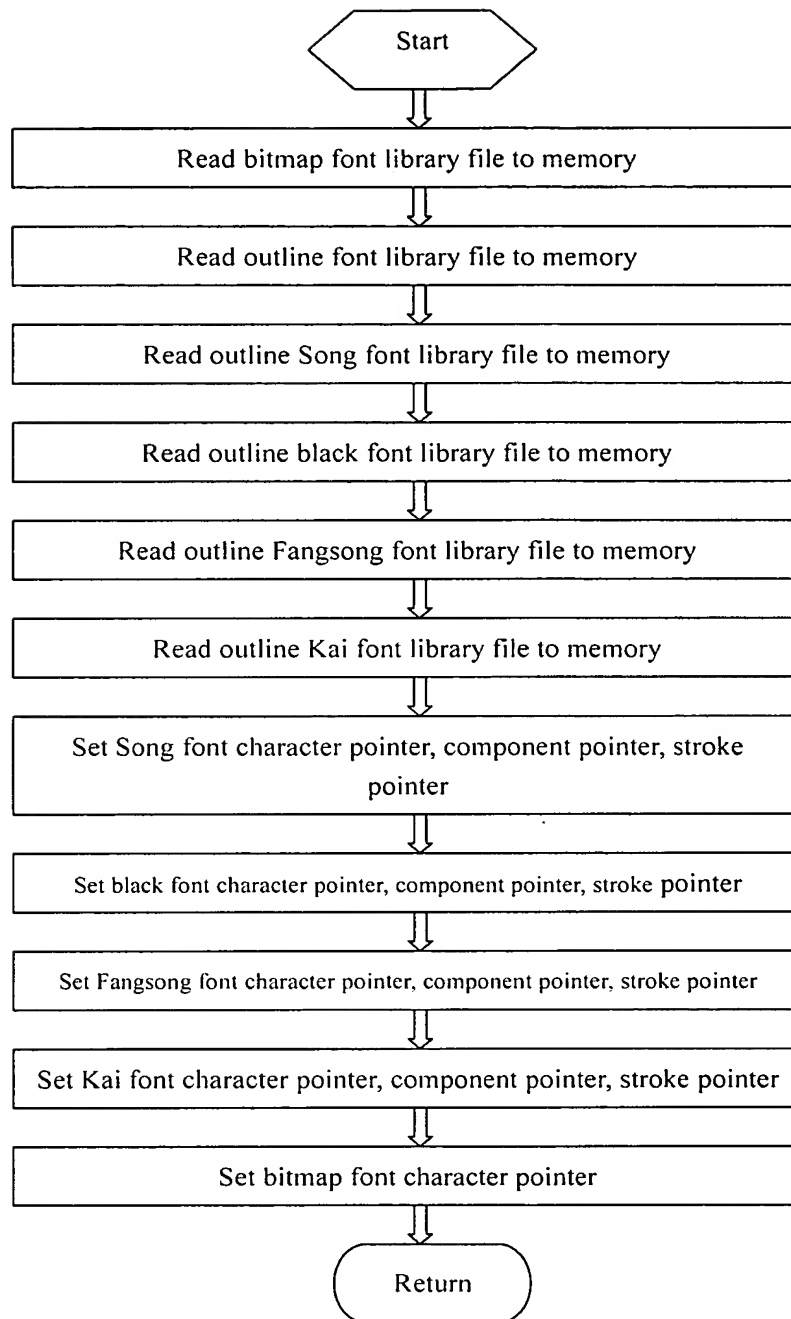 Start
Read bitmap font library file to memory
Read outline font library file to memory
Read outline Song font library file to memory
Read outline black font library file to memory
Read outline Fangsong font library file to memory
Read outline Kai font library file to memory
Set Song font character pointer, component pointer, stroke
pointer
Set black font character pointer, component pointer, stroke pointer
Set Fangsong font character pointer, component pointer, stroke pointer
Set Kai font character pointer, component pointer, stroke pointer
Set bitmap font character pointer
Return